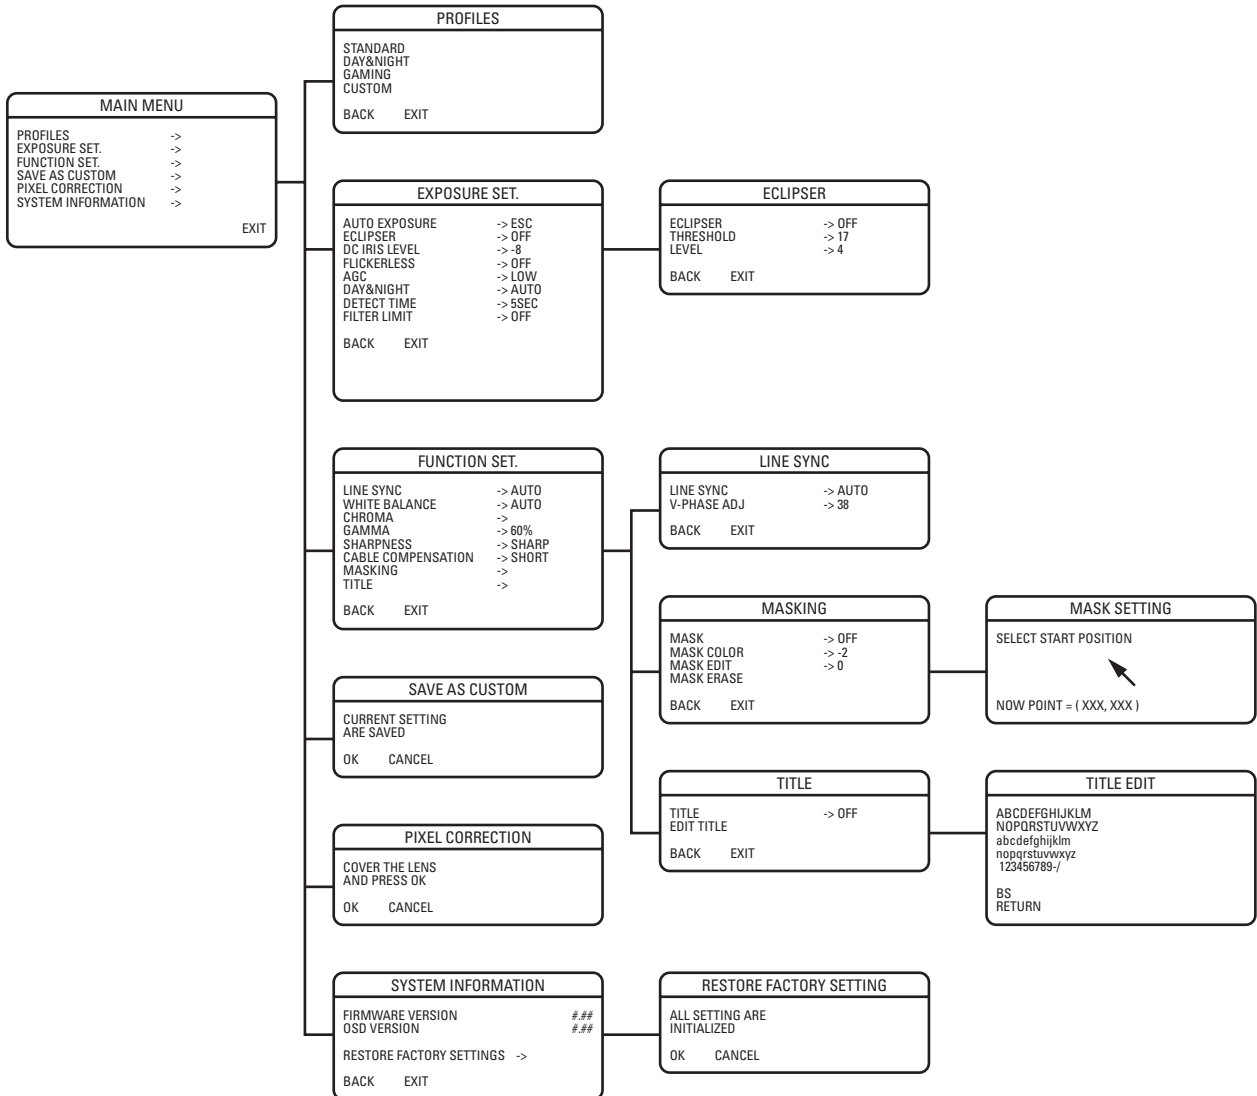 MAIN MENU
PROFILES ->
EXPOSURE SET. ->
FUNCTION SET. ->
SAVE AS CUSTOM ->
PIXEL CORRECTION ->
SYSTEM INFORMATION ->
EXIT
PROFILES
STANDARD
DAY&NIGHT
GAMING
CUSTOM
BACK EXIT
EXPOSURE SET.
AUTO EXPOSURE -> ESC
ECLIPSER -> OFF
DC IRIS LEVEL -> -8
FLICKERLESS -> OFF
AGC -> LOW
DAY&NIGHT -> AUTO
DETECT TIME -> 5SEC
FILTER LIMIT -> OFF
BACK EXIT
ECLIPSER
ECLIPSER -> OFF
THRESHOLD -> 17
LEVEL -> 4
BACK EXIT
FUNCTION SET.
LINE SYNC -> AUTO
WHITE BALANCE -> AUTO
CHROMA ->
GAMMA -> 60%
SHARPNESS -> SHARP
CABLE COMPENSATION -> SHORT
MASKING ->
TITLE ->
BACK EXIT
LINE SYNC
LINE SYNC -> AUTO
V-PHASE ADJ -> 38
BACK EXIT
MASKING
MASK -> OFF
MASK COLOR -> -2
MASK EDIT -> 0
MASK ERASE
BACK EXIT
MASK SETTING
SELECT START POSITION
NOW POINT = ( XXX, XXX )
TITLE
TITLE -> OFF
EDIT TITLE
BACK EXIT
TITLE EDIT
ABCDEFGHIJKLM
NOPQRSTUVWXYZ
abcdefghijklm
nopqrstuvwxyz
123456789-/
BS
RETURN
SAVE AS CUSTOM
CURRENT SETTING
ARE SAVED
OK CANCEL
PIXEL CORRECTION
COVER THE LENS
AND PRESS OK
OK CANCEL
SYSTEM INFORMATION
FIRMWARE VERSION #.##
OSD VERSION #.##
RESTORE FACTORY SETTINGS ->
BACK EXIT
RESTORE FACTORY SETTING
ALL SETTING ARE
INITIALIZED
OK CANCEL